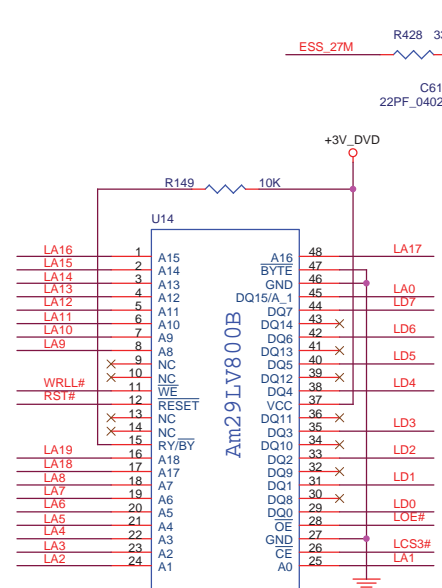 R428 33
ESS_27M
C61
22PF_0402
+3V_DVD
R149 10K
U14
LA16 1 A15 A16 48 LA17
LA15 2 A14 BYTE 47
LA14 3 A13 GND 46
LA13 4 A12 DQ15/A_1 45 LA0
LA12 5 A11 DQ7 44 LD7
LA11 6 A10 DQ14 43
LA10 7 A9 DQ6 42 LD6
LA9 8 A8 DQ13 41
9 NC DQ5 40 LD5
10 NC DQ12 39
WRLL# 11 WE DQ4 38 LD4
RST# 12 RESET VCC 37
13 NC DQ11 36
14 NC DQ3 35 LD3
15 RY/BY DQ10 34
LA19 16 A18 DQ2 33 LD2
LA18 17 A17 DQ9 32
LA8 18 A7 DQ1 31 LD1
LA7 19 A6 DQ8 30
LA6 20 A5 DQ0 29 LD0
LA5 21 A4 OE 28 LOE#
LA4 22 A3 GND 27
LA3 23 A2 CE 26 LCS3#
LA2 24 A1 A0 25 LA1
Am29LV800B